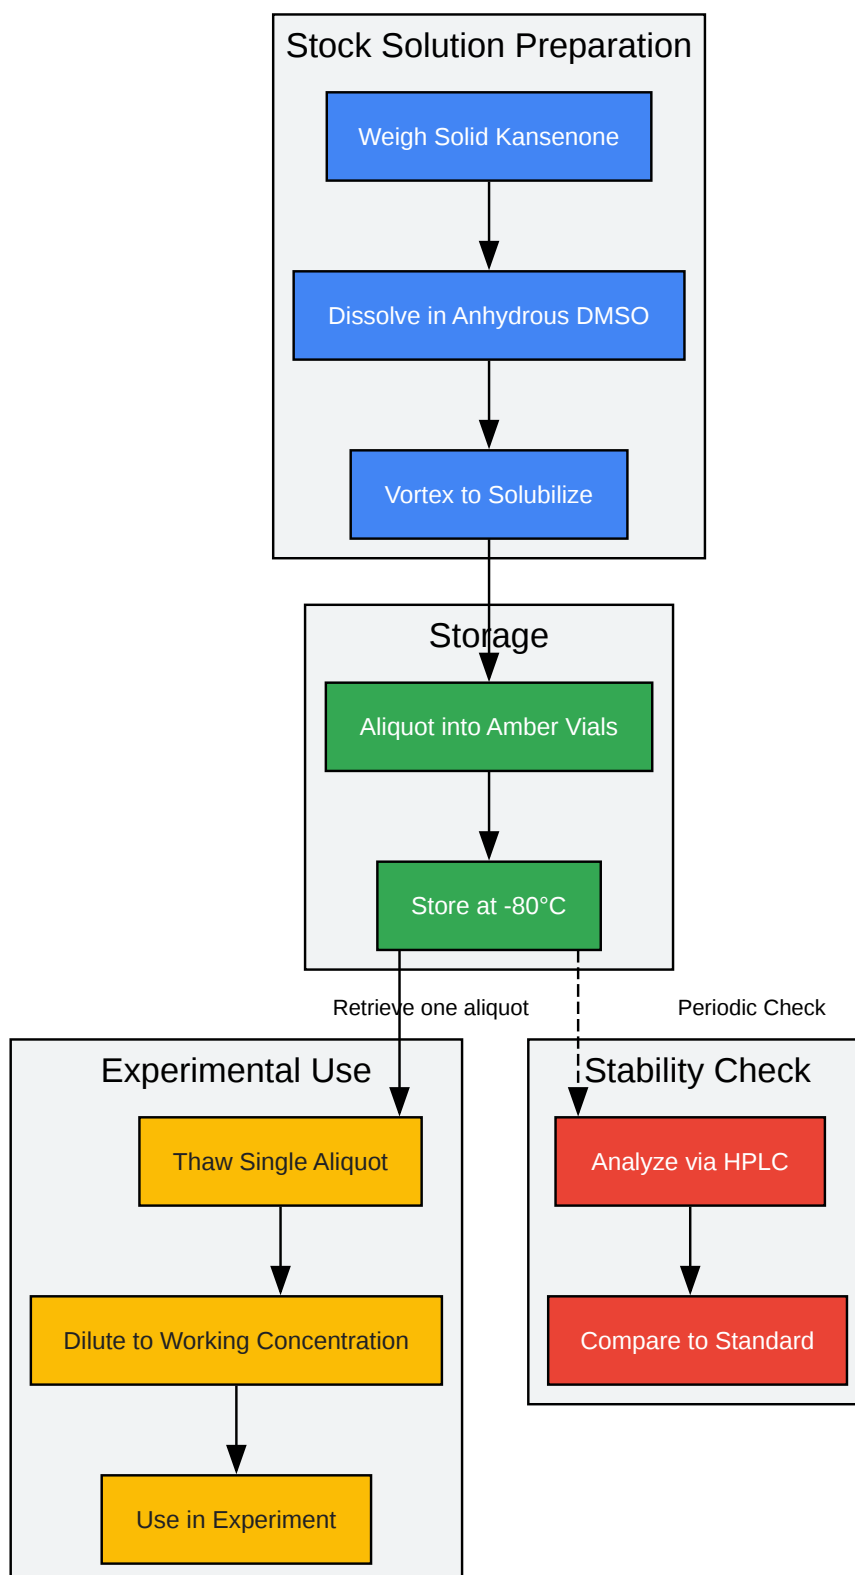 Stock Solution Preparation
Weigh Solid Kansenone
Dissolve in Anhydrous DMSO
Vortex to Solubilize
Storage
Aliquot into Amber Vials
Store at -80°C
Retrieve one aliquot
Periodic Check
Experimental Use
Stability Check
Thaw Single Aliquot
Analyze via HPLC
Dilute to Working Concentration
Compare to Standard
Use in Experiment